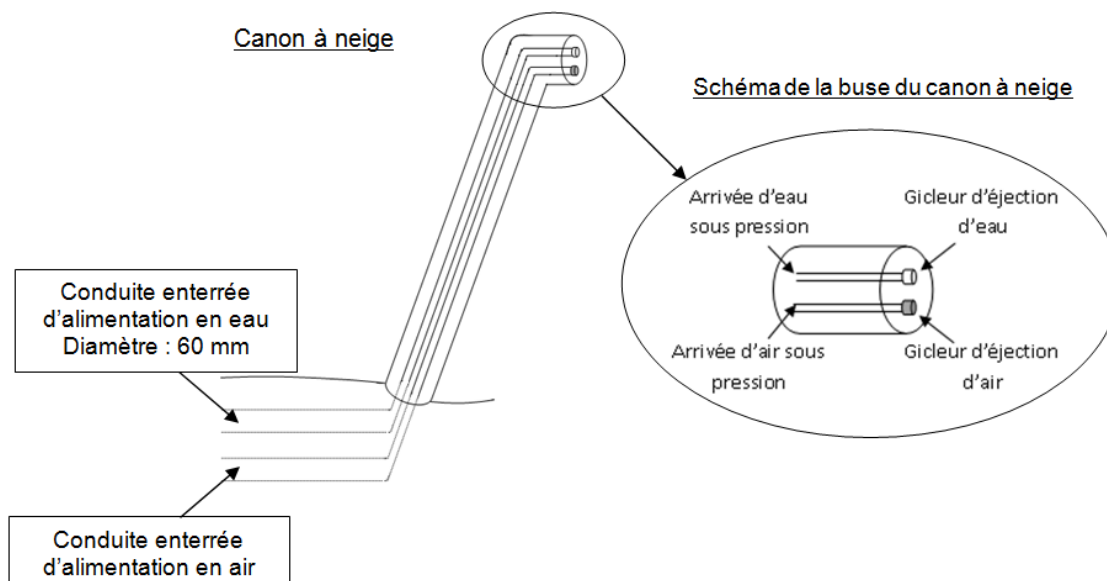 Canon à neige
Schéma de la buse du canon à neige
Arrivée d'eau
sous pression
Gicleur d'éjection
d'eau
Arrivée d'air sous
pression
Gicleur d'éjection
d'air
Conduite enterrée
d'alimentation en eau
Diamètre : 60 mm
Conduite enterrée
d'alimentation en air